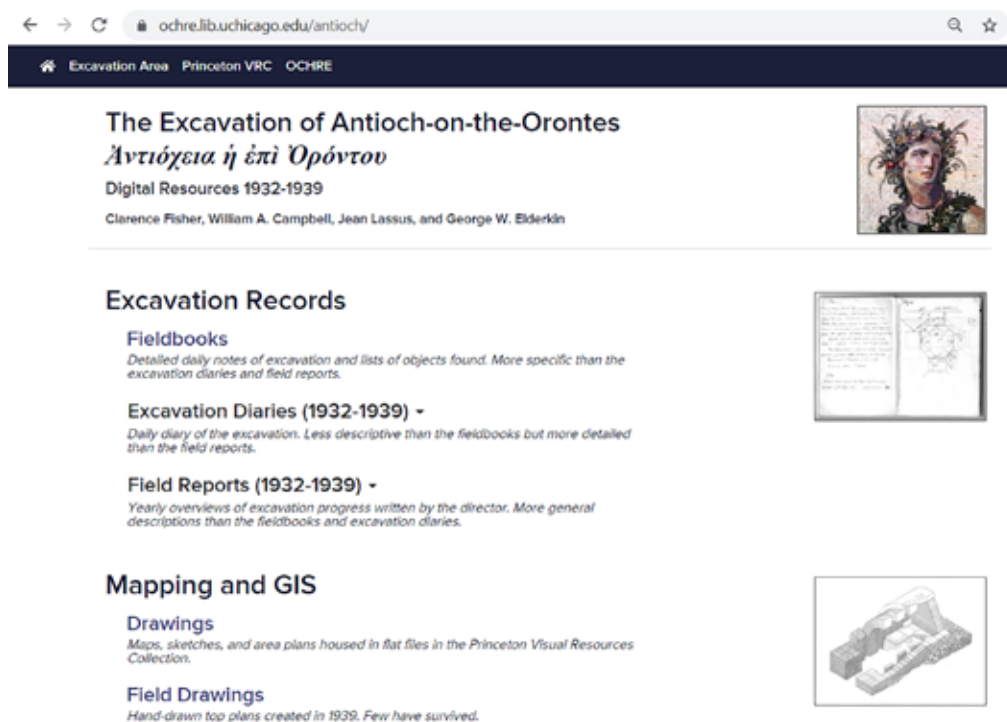 ochre.lib.uchicago.edu/antioch/
Excavation Area Princeton VRC OCHRE
The Excavation of Antioch-on-the-Orontes
Ἀντιόχεια ἡ ἐπὶ Ὀρόντου
Digital Resources 1932-1939
Clarence Fisher, William A. Campbell, Jean Lassus, and George W. Elderkin
Excavation Records
Fieldbooks
Detailed daily notes of excavation and lists of objects found. More specific than the
excavation diaries and field reports.
Excavation Diaries (1932-1939)
Daily diary of the excavation. Less descriptive than the fieldbooks but more detailed
than the field reports.
Field Reports (1932-1939)
Yearly overviews of excavation progress written by the director. More general
descriptions than the fieldbooks and excavation diaries.
Mapping and GIS
Drawings
Maps, sketches, and area plans housed in flat files in the Princeton Visual Resources
Collection.
Field Drawings
Hand-drawn top plans created in 1939. Few have survived.